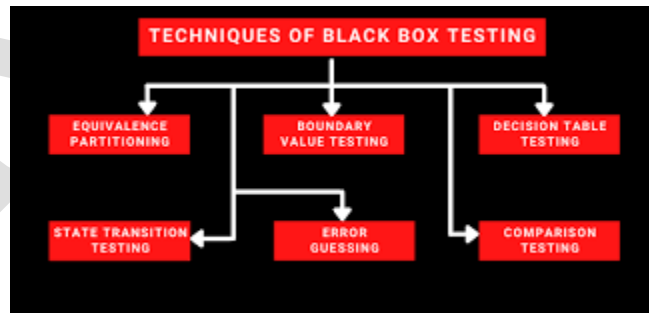 TECHNIQUES OF BLACK BOX TESTING
EQUIVALENCE
PARTITIONING
BOUNDARY
VALUE TESTING
DECISION TABLE
TESTING
STATE TRANSITION
TESTING
ERROR
GUESSING
COMPARISON
TESTING